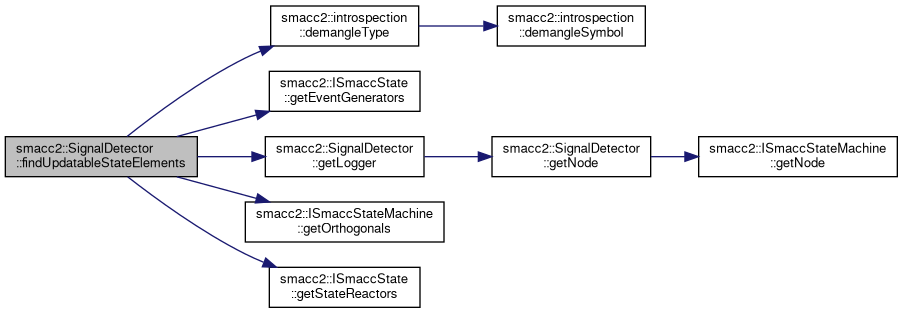 smacc2::SignalDetector
::findUpdatableStateElements
smacc2::introspection
::demangleType
smacc2::introspection
::demangleSymbol
smacc2::ISmaccState
::getEventGenerators
smacc2::SignalDetector
::getLogger
smacc2::SignalDetector
::getNode
smacc2::ISmaccStateMachine
::getNode
smacc2::ISmaccStateMachine
::getOrthogonals
smacc2::ISmaccState
::getStateReactors